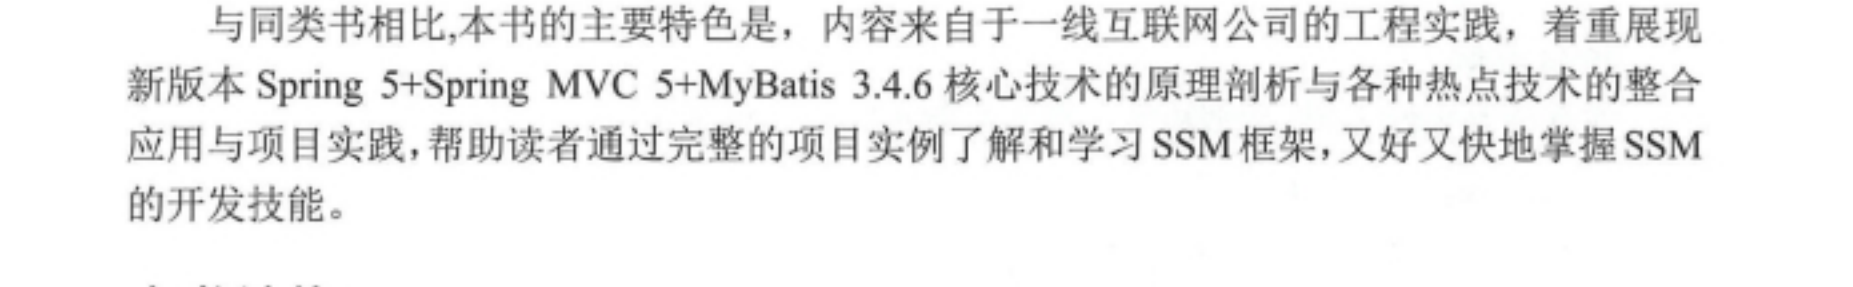 与同类书相比,本书的主要特色是，内容来自于一线互联网公司的工程实践，着重展现
新版本 Spring 5+Spring MVC 5+MyBatis 3.4.6 核心技术的原理剖析与各种热点技术的整合
应用与项目实践，帮助读者通过完整的项目实例了解和学习 SSM 框架，又好又快地掌握 SSM
的开发技能。